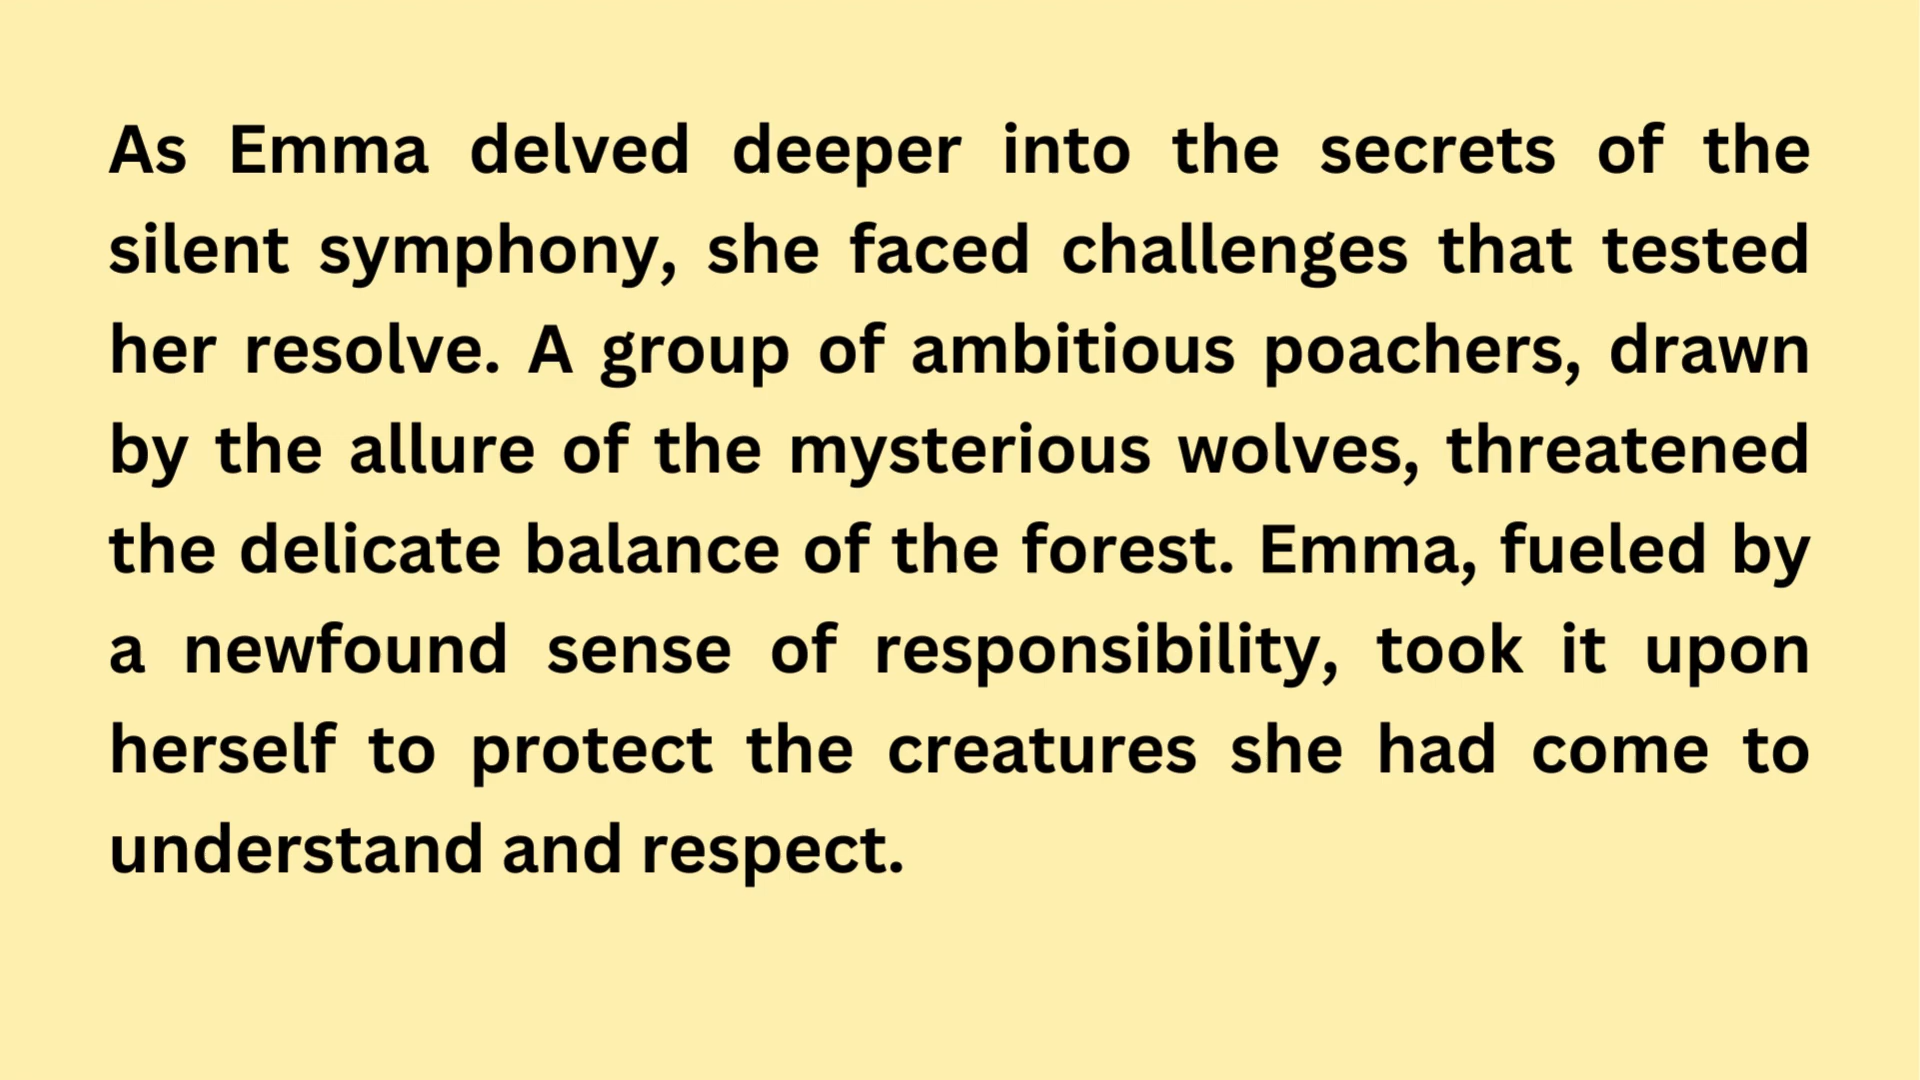 As Emma delved deeper into the secrets of the
silent symphony, she faced challenges that tested
her resolve. A group of ambitious poachers, drawn
by the allure of the mysterious wolves, threatened
the delicate balance of the forest. Emma, fueled by
a newfound sense of responsibility, took it upon
herself to protect the creatures she had come to
understand and respect.